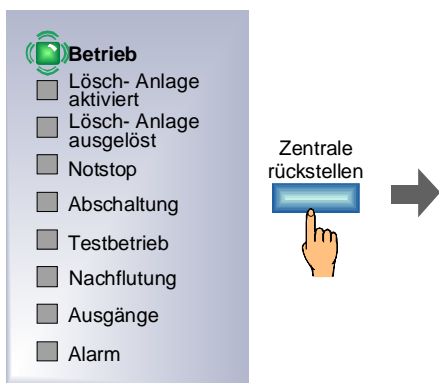 Betrieb
Lösch- Anlage
aktiviert
Lösch- Anlage
ausgelöst
Notstop
Abschaltung
Testbetrieb
Nachflutung
Ausgänge
Alarm
Zentrale
rückstellen